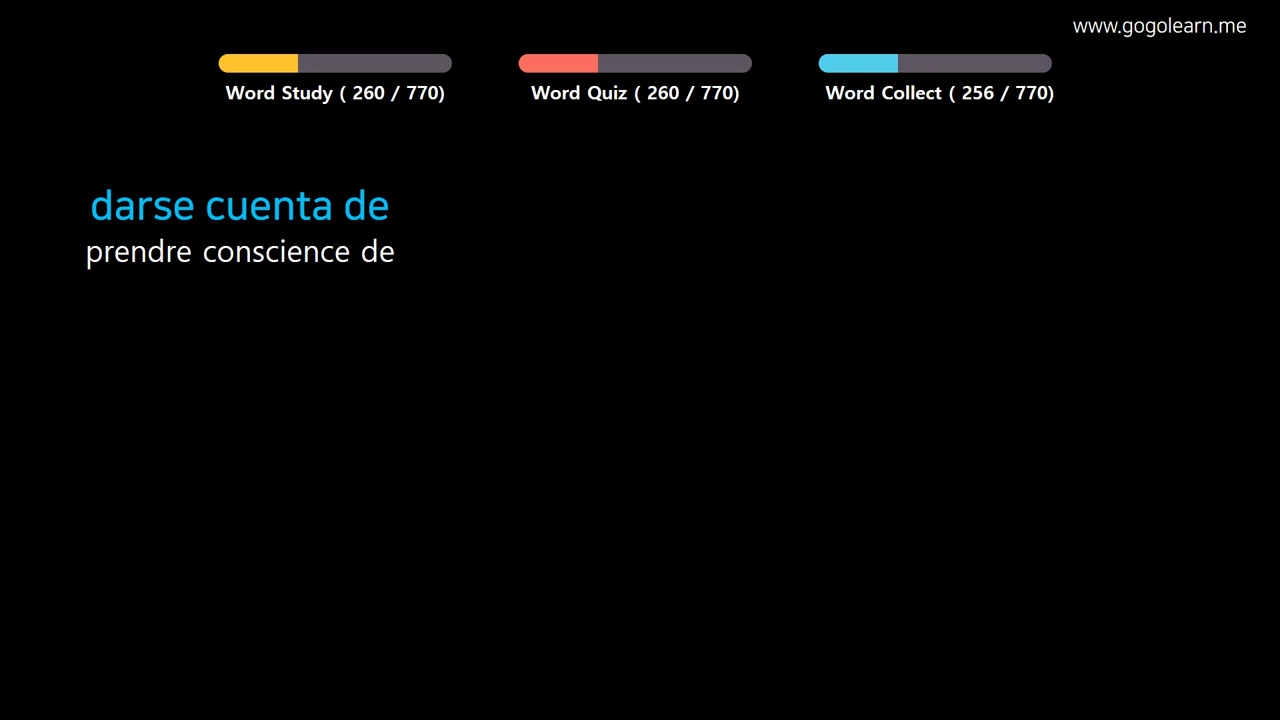 www.gogolearn.me
Word Study ( 260 / 770)
Word Quiz ( 260 / 770)
Word Collect ( 256 / 770)
darse cuenta de
prendre conscience de